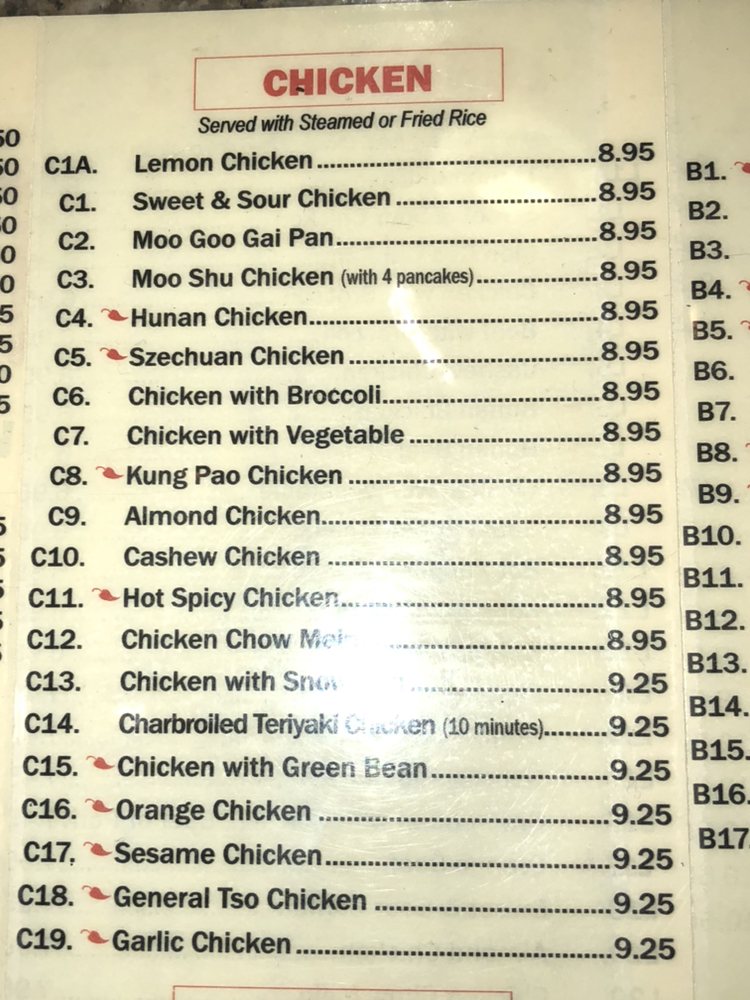 CHICKEN
Served with Steamed or Fried Rice
C1A. Lemon Chicken 8.95
C1. Sweet & Sour Chicken 8.95
C2. Moo Goo Gai Pan 8.95
C3. Moo Shu Chicken (with 4 pancakes) 8.95
C4. Hunan Chicken 8.95
C5. Szechuan Chicken 8.95
C6. Chicken with Broccoli 8.95
C7. Chicken with Vegetable 8.95
C8. Kung Pao Chicken 8.95
C9. Almond Chicken 8.95
C10. Cashew Chicken 8.95
C11. Hot Spicy Chicken 8.95
C12. Chicken Chow 8.95
C13. Chicken with 9.25
C14. Charbroiled Teriyaki Chicken (10 minutes) 9.25
C15. Chicken with Green Bean 9.25
C16. Orange Chicken 9.25
C17. Sesame Chicken 9.25
C18. General Tso Chicken 9.25
C19. Garlic Chicken 9.25
B1.
B2.
B3.
B4.
B5.
B6.
B7.
B8.
B9.
B10.
B11.
B12.
B13.
B14.
B15.
B16.
B17